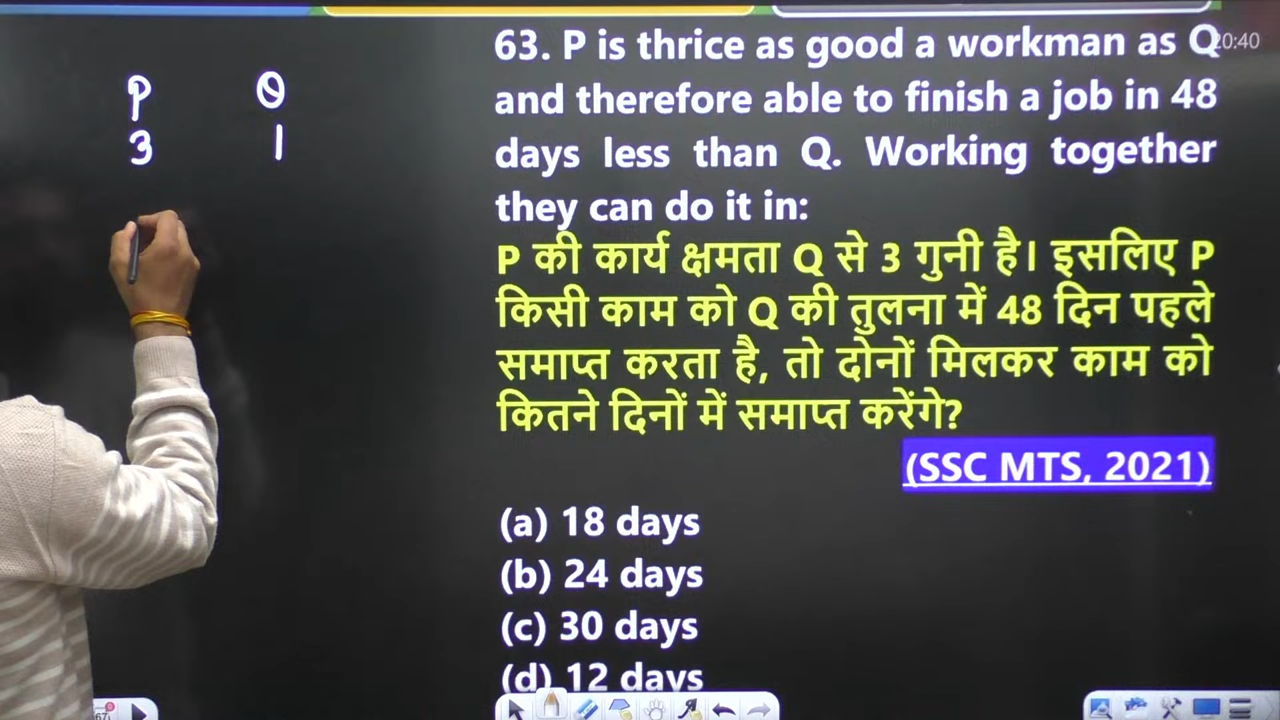 P Q
3 1
63. P is thrice as good a workman as Q
20:40
and therefore able to finish a job in 48
days less than Q. Working together
they can do it in:
P की कार्य क्षमता Q से 3 गुनी है। इसलिए P
किसी काम को Q की तुलना में 48 दिन पहले
समाप्त करता है, तो दोनों मिलकर काम को
कितने दिनों में समाप्त करेंगे?
(SSC MTS, 2021)
(a) 18 days
(b) 24 days
(c) 30 days
(d) 12 days